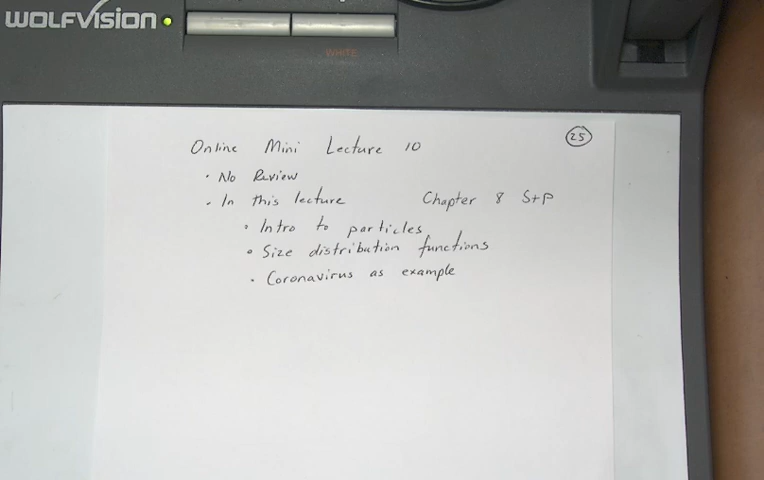 WOLFVISION
WHITE
25
Online Mini Lecture 10
• No Review
• In this lecture Chapter 8 S+P
• Intro to particles
• Size distribution functions
• Coronavirus as example